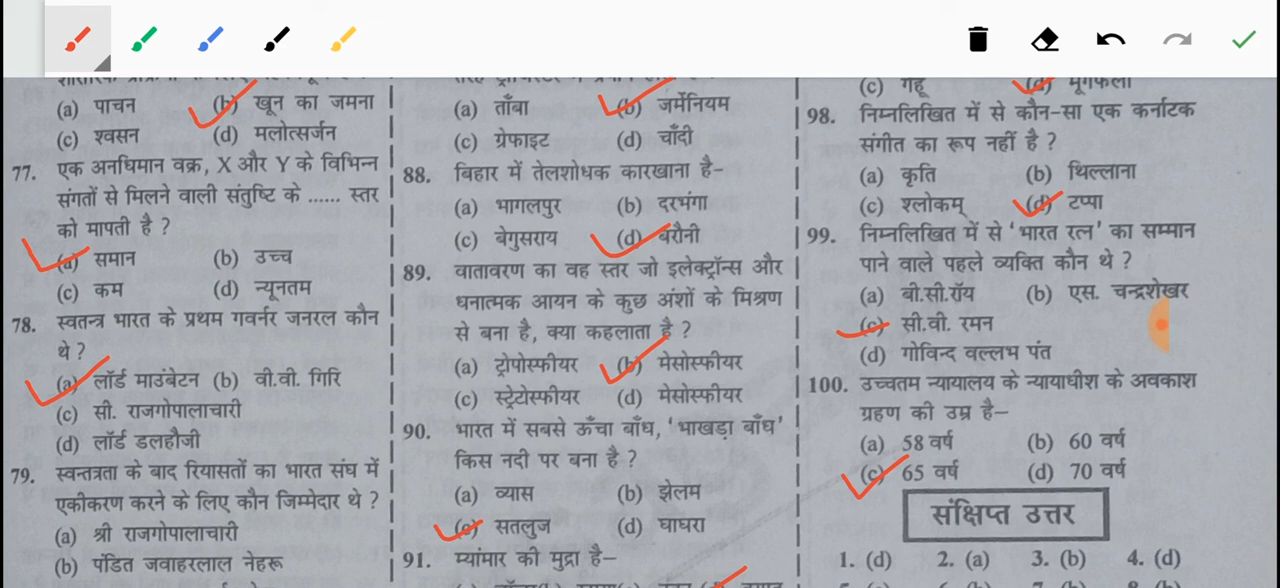 (a) पाचन (b) खून का जमना
(c) श्वसन (d) मलोत्सर्जन
77. एक अनधिमान वक्र, X और Y के विभिन्न
संगतों से मिलने वाली संतुष्टि के ...... स्तर
को मापती है ?
(a) समान (b) उच्च
(c) कम (d) न्यूनतम
78. स्वतन्त्र भारत के प्रथम गवर्नर जनरल कौन
थे ?
(a) लॉर्ड माउंबेटन (b) वी.वी. गिरि
(c) सी. राजगोपालाचारी
(d) लॉर्ड डलहौजी
79. स्वन्तत्रता के बाद रियासतों का भारत संघ में
एकीकरण करने के लिए कौन जिम्मेदार थे ?
(a) श्री राजगोपालाचारी
(b) पंडित जवाहरलाल नेहरू
(a) ताँबा (b) जर्मेनियम
(c) ग्रेफाइट (d) चाँदी
88. बिहार में तेलशोधक कारखाना है–
(a) भागलपुर (b) दरभंगा
(c) बेगुसराय (d) बरौनी
89. वातावरण का वह स्तर जो इलेक्ट्रॉन्स और
धनात्मक आयन के कुछ अंशों के मिश्रण
से बना है, क्या कहलाता है ?
(a) ट्रोपोस्फीयर (b) मेसोस्फीयर
(c) स्ट्रेटोस्फीयर (d) मेसोस्फीयर
90. भारत में सबसे ऊँचा बाँध, 'भाखड़ा बाँध'
किस नदी पर बना है ?
(a) व्यास (b) झेलम
(c) सतलुज (d) घाघरा
91. म्यांमार की मुद्रा है–
(c) गेहूँ (d) मूंगफली
98. निम्नलिखित में से कौन-सा एक कर्नाटक
संगीत का रूप नहीं है ?
(a) कृति (b) थिल्लाना
(c) श्लोकम् (d) टप्पा
99. निम्नलिखित में से 'भारत रत्न' का सम्मान
पाने वाले पहले व्यक्ति कौन थे ?
(a) बी.सी.रॉय (b) एस. चन्द्रशेखर
(c) सी.वी. रमन
(d) गोविन्द वल्लभ पंत
100. उच्चतम न्यायालय के न्यायाधीश के अवकाश
ग्रहण की उम्र है–
(a) 58 वर्ष (b) 60 वर्ष
(c) 65 वर्ष (d) 70 वर्ष
संक्षिप्त उत्तर
1. (d) 2. (a) 3. (b) 4. (d)